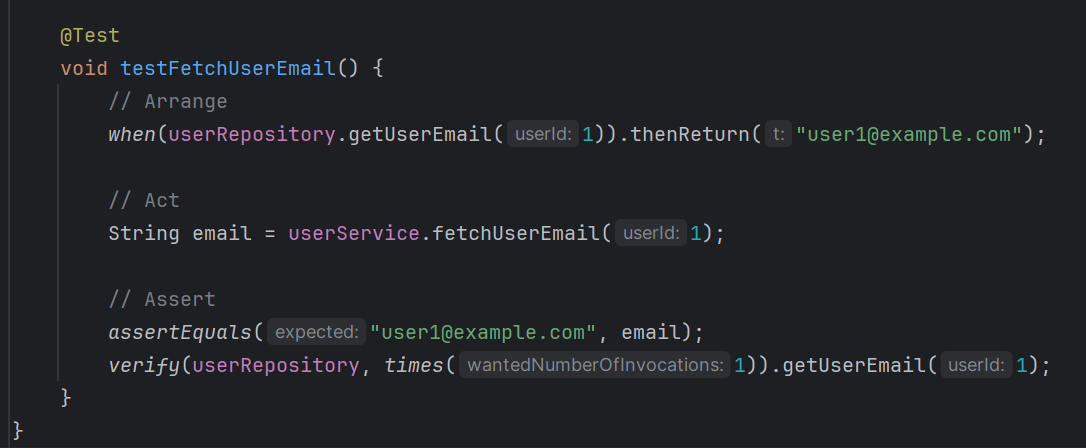 @Test
void testFetchUserEmail() {
// Arrange
when(userRepository.getUserEmail( userId: 1)).thenReturn( t: "user1@example.com");
// Act
String email = userService.fetchUserEmail( userId: 1);
// Assert
assertEquals( expected: "user1@example.com", email);
verify(userRepository, times( wantedNumberOfInvocations: 1)).getUserEmail( userId: 1);
}
}